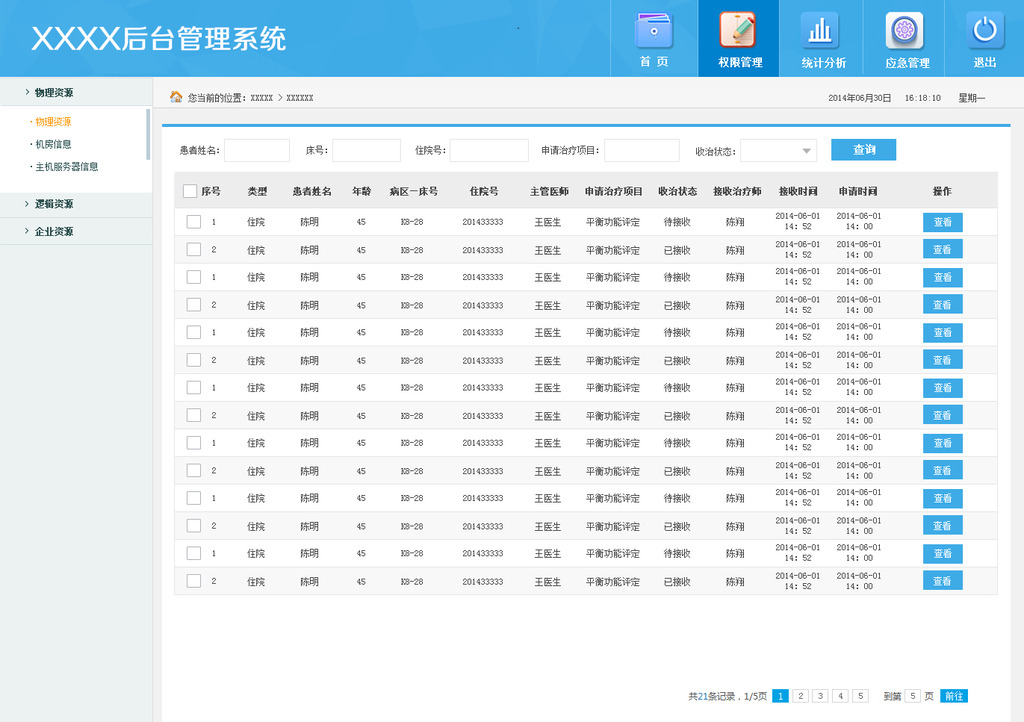 XXXX后台管理系统
首 页 权限管理 统计分析 应急管理 退出
物理资源
·物理资源
·机房信息
·主机服务器信息
逻辑资源
企业资源
您当前的位置: XXXXX > XXXXXX 2014年06月30日 16:18:10 星期一
患者姓名: 床号: 住院号: 申请治疗项目: 收治状态: 查询
序号 类型 患者姓名 年龄 病区一床号 住院号 主管医师 申请治疗项目 收治状态 接收治疗师 接收时间 申请时间 操作
1 住院 陈明 45 K8-28 201433333 王医生 平衡功能评定 待接收 陈翔 2014-06-01 14: 52 2014-06-01 14: 00 查看
2 住院 陈明 45 K8-28 201433333 王医生 平衡功能评定 已接收 陈翔 2014-06-01 14: 52 2014-06-01 14: 00 查看
1 住院 陈明 45 K8-28 201433333 王医生 平衡功能评定 待接收 陈翔 2014-06-01 14: 52 2014-06-01 14: 00 查看
2 住院 陈明 45 K8-28 201433333 王医生 平衡功能评定 已接收 陈翔 2014-06-01 14: 52 2014-06-01 14: 00 查看
1 住院 陈明 45 K8-28 201433333 王医生 平衡功能评定 待接收 陈翔 2014-06-01 14: 52 2014-06-01 14: 00 查看
2 住院 陈明 45 K8-28 201433333 王医生 平衡功能评定 已接收 陈翔 2014-06-01 14: 52 2014-06-01 14: 00 查看
1 住院 陈明 45 K8-28 201433333 王医生 平衡功能评定 待接收 陈翔 2014-06-01 14: 52 2014-06-01 14: 00 查看
2 住院 陈明 45 K8-28 201433333 王医生 平衡功能评定 已接收 陈翔 2014-06-01 14: 52 2014-06-01 14: 00 查看
1 住院 陈明 45 K8-28 201433333 王医生 平衡功能评定 待接收 陈翔 2014-06-01 14: 52 2014-06-01 14: 00 查看
2 住院 陈明 45 K8-28 201433333 王医生 平衡功能评定 已接收 陈翔 2014-06-01 14: 52 2014-06-01 14: 00 查看
1 住院 陈明 45 K8-28 201433333 王医生 平衡功能评定 待接收 陈翔 2014-06-01 14: 52 2014-06-01 14: 00 查看
2 住院 陈明 45 K8-28 201433333 王医生 平衡功能评定 已接收 陈翔 2014-06-01 14: 52 2014-06-01 14: 00 查看
1 住院 陈明 45 K8-28 201433333 王医生 平衡功能评定 待接收 陈翔 2014-06-01 14: 52 2014-06-01 14: 00 查看
2 住院 陈明 45 K8-28 201433333 王医生 平衡功能评定 已接收 陈翔 2014-06-01 14: 52 2014-06-01 14: 00 查看
共21条记录，1/5页 1 2 3 4 5 到第 5 页 前往